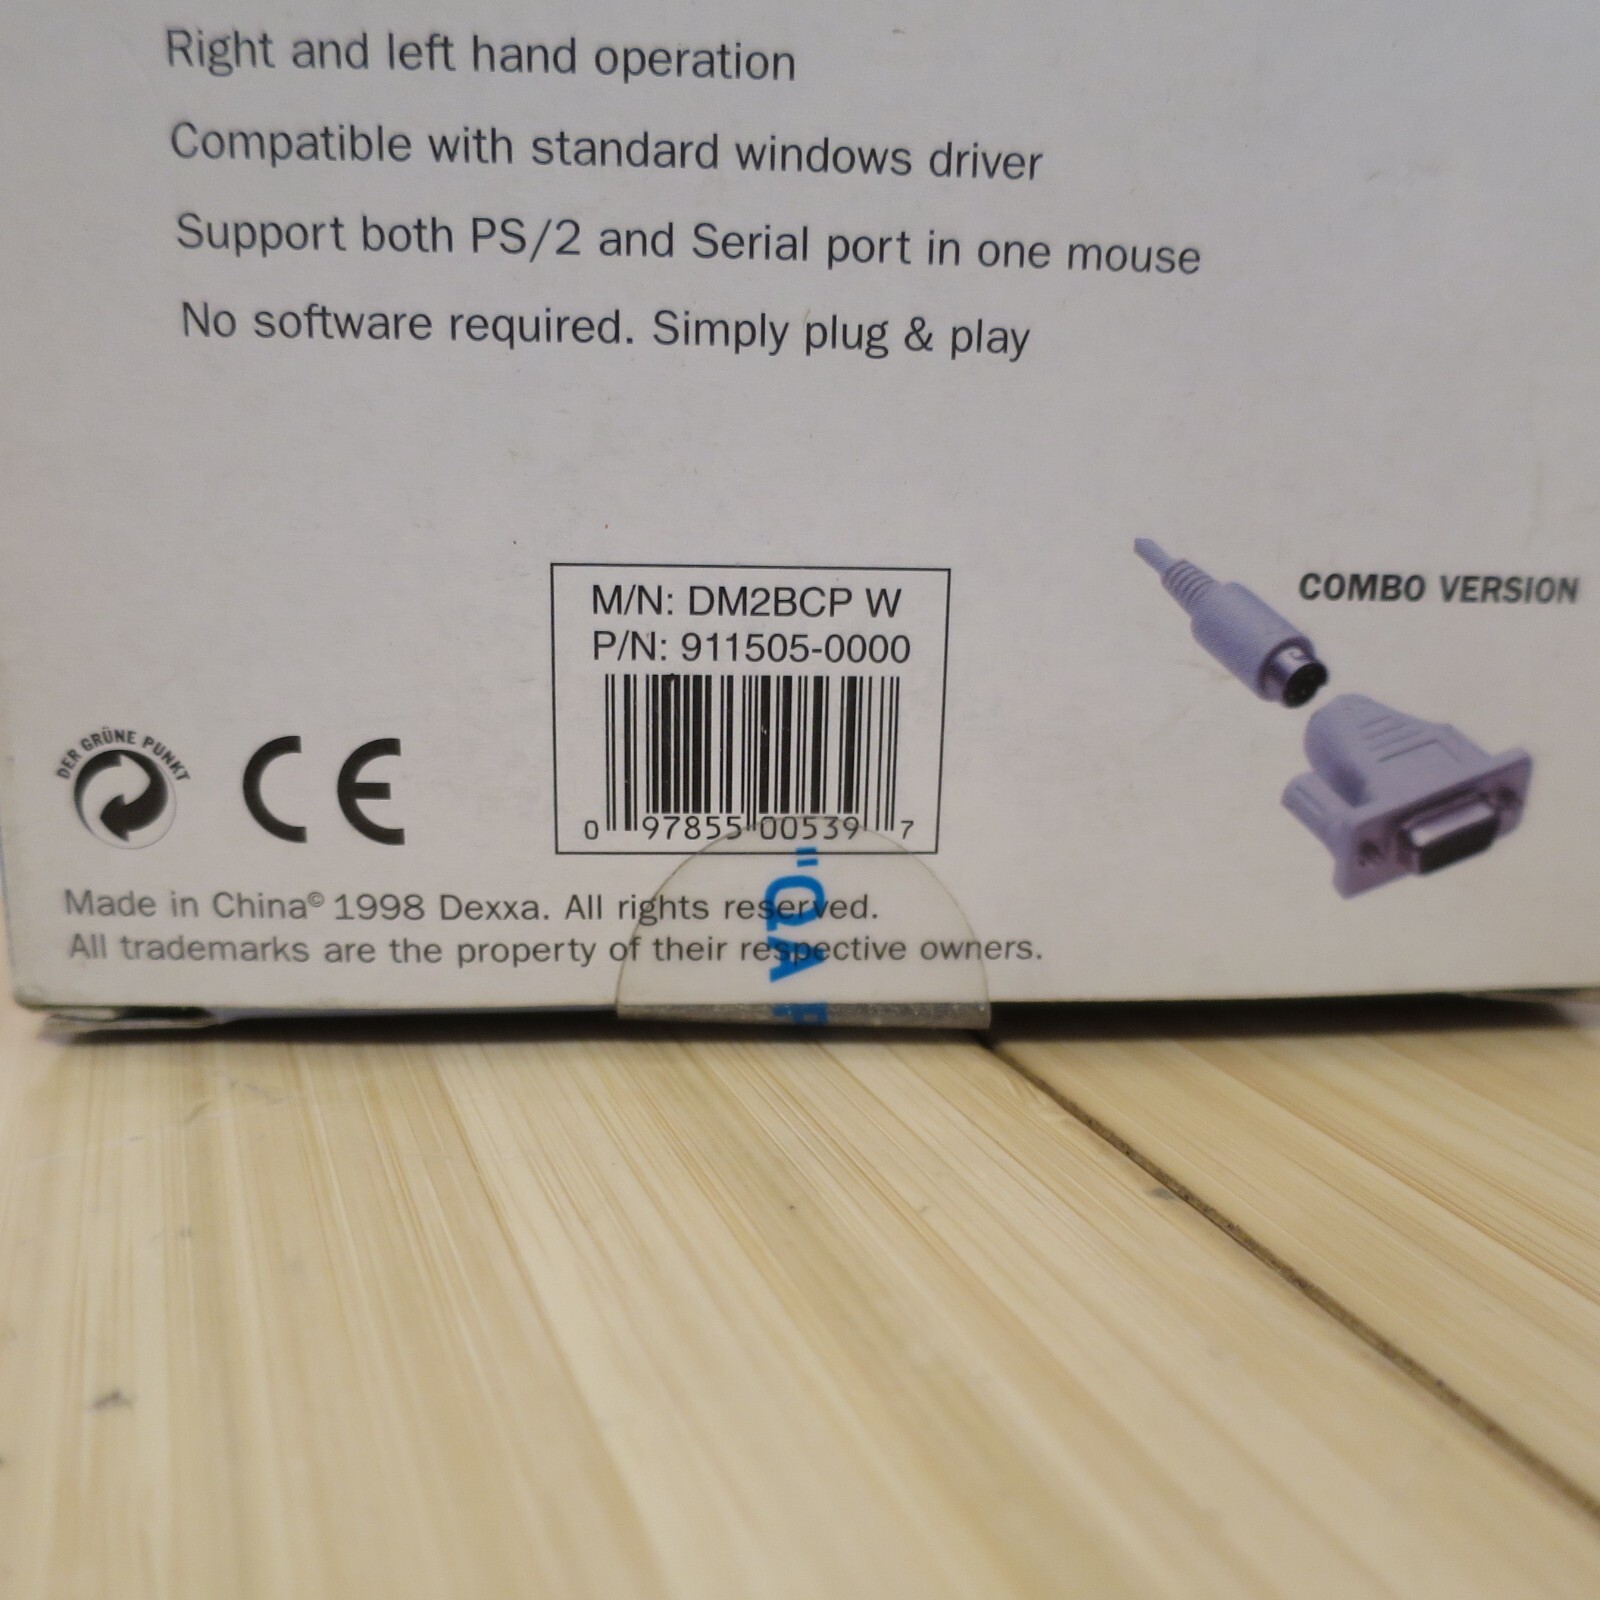 Right and left hand operation
Compatible with standard windows driver
Support both PS/2 and Serial port in one mouse
No software required. Simply plug & play
COMBO VERSION
M/N: DM2BCP W
P/N: 911505-0000
0 97855 00539 7
DER GRÜNE PUNKT
CE
Made in China© 1998 Dexxa. All rights reserved.
All trademarks are the property of their respective owners.
"QA